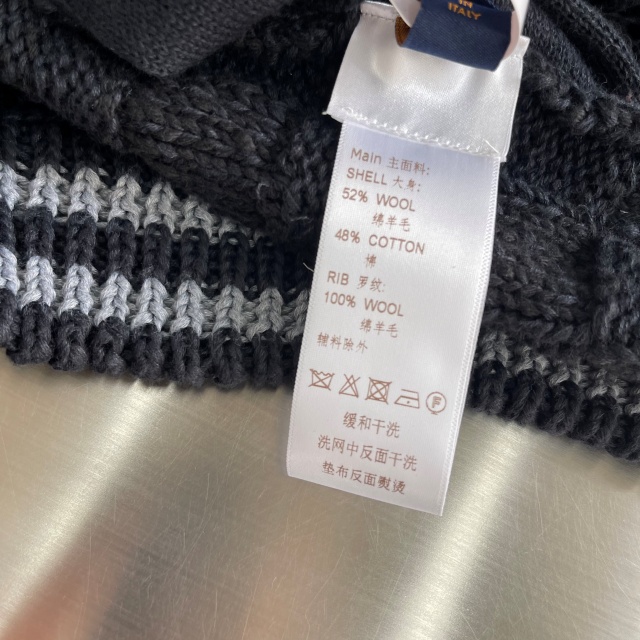 IN
ITALY
Main 主面料:
SHELL 大身:
52% WOOL
绵羊毛
48% COTTON
棉
RIB 罗纹:
100% WOOL
绵羊毛
辅料除外
缓和干洗
洗网中反面干洗
垫布反面熨烫